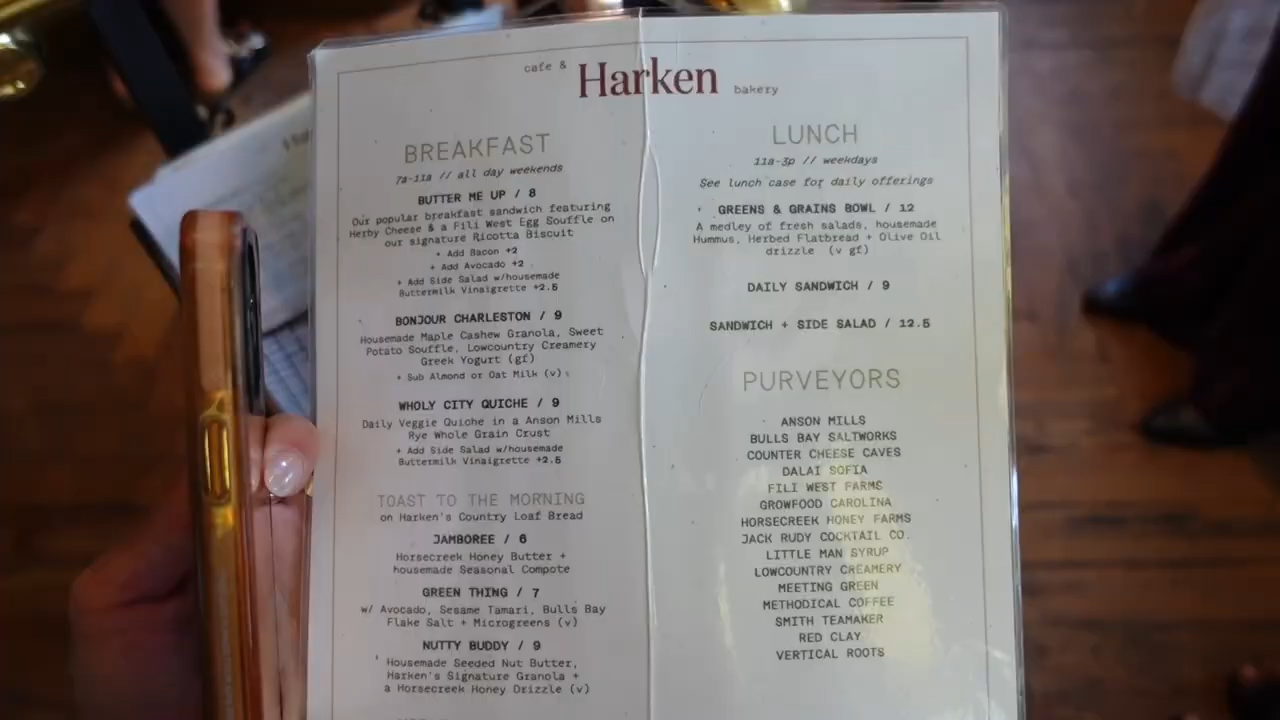 cafe & Harken bakery
BREAKFAST
7a-11a // all day weekends
BUTTER ME UP / 8
Our popular breakfast sandwich featuring
Herby Cheese & a Fili West Egg Souffle on
our signature Ricotta Biscuit
+ Add Bacon +2
+ Add Avocado +2
+ Add Side Salad w/housemade
Buttermilk Vinaigrette +2.5
BONJOUR CHARLESTON / 9
Housemade Maple Cashew Granola, Sweet
Potato Souffle, Lowcountry Creamery
Greek Yogurt (gf)
+ Sub Almond or Oat Milk (v)
WHOLY CITY QUICHE / 9
Daily Veggie Quiche in a Anson Mills
Rye Whole Grain Crust
+ Add Side Salad w/housemade
Buttermilk Vinaigrette +2.5
TOAST TO THE MORNING
on Harken's Country Loaf Bread
JAMBOREE / 6
Horsecreek Honey Butter +
housemade Seasonal Compote
GREEN THING / 7
w/ Avocado, Sesame Tamari, Bulls Bay
Flake Salt + Microgreens (v)
NUTTY BUDDY / 9
Housemade Seeded Nut Butter,
Harken's Signature Granola +
a Horsecreek Honey Drizzle (v)
LUNCH
11a-3p // weekdays
See lunch case for daily offerings
GREENS & GRAINS BOWL / 12
A medley of fresh salads, housemade
Hummus, Herbed Flatbread + Olive Oil
drizzle (v gf)
DAILY SANDWICH / 9
SANDWICH + SIDE SALAD / 12.5
PURVEYORS
ANSON MILLS
BULLS BAY SALTWORKS
COUNTER CHEESE CAVES
DALAI SOFIA
FILI WEST FARMS
GROWFOOD CAROLINA
HORSECREEK HONEY FARMS
JACK RUDY COCKTAIL CO.
LITTLE MAN SYRUP
LOWCOUNTRY CREAMERY
MEETING GREEN
METHODICAL COFFEE
SMITH TEAMAKER
RED CLAY
VERTICAL ROOTS